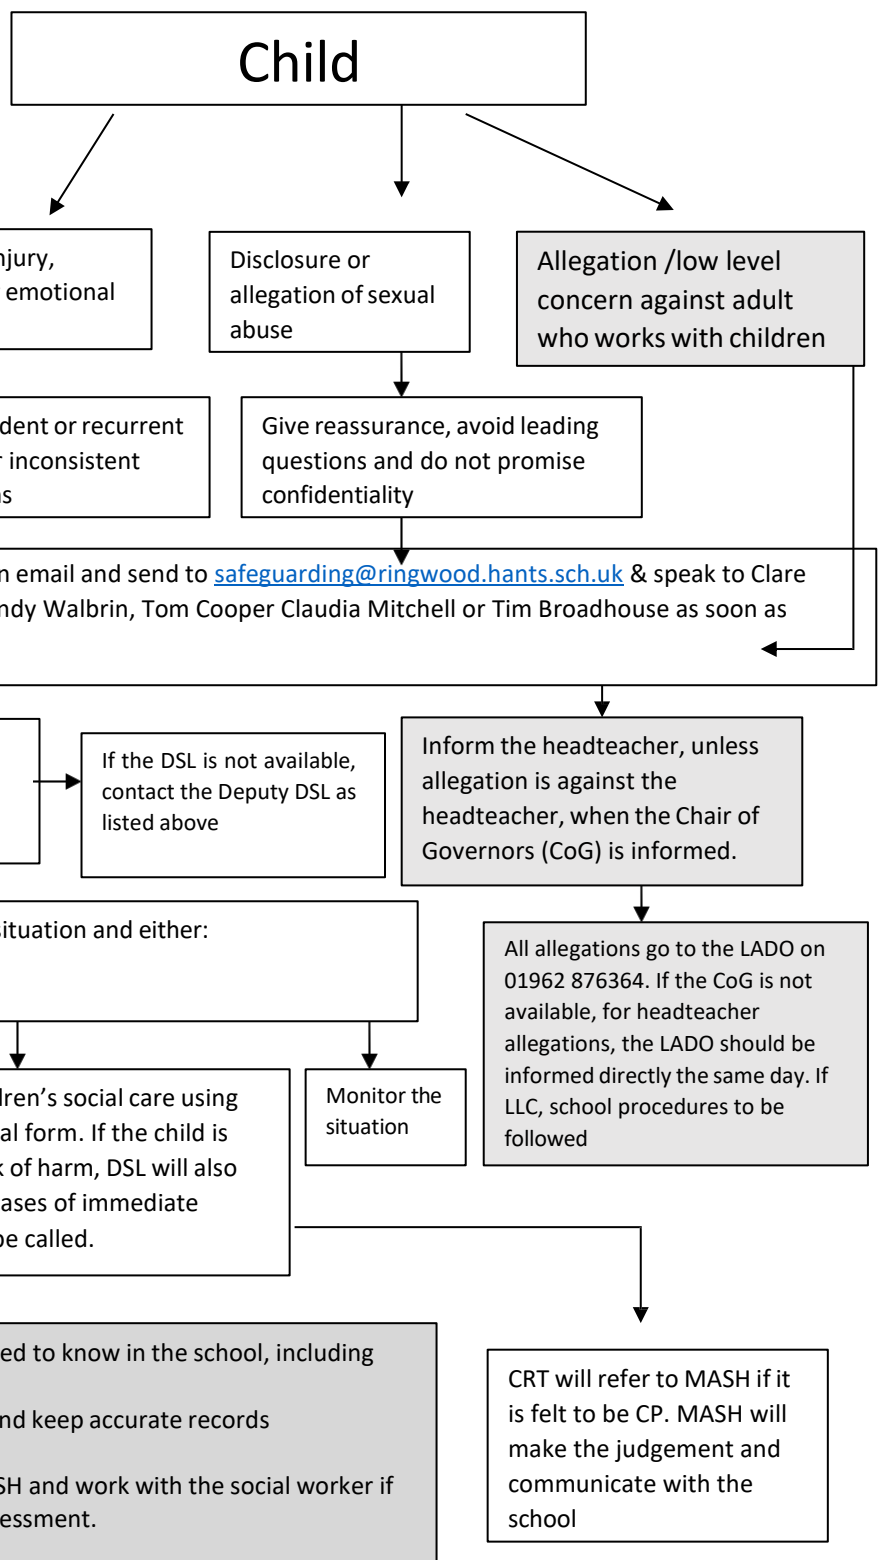 Child
njury,
emotional
Disclosure or
allegation of sexual
abuse
Allegation /low level
concern against adult
who works with children
dent or recurrent
r inconsistent
ns
Give reassurance, avoid leading
questions and do not promise
confidentiality
n email and send to safeguarding@ringwood.hants.sch.uk & speak to Clare
ndy Walbrin, Tom Cooper Claudia Mitchell or Tim Broadhouse as soon as
If the DSL is not available,
contact the Deputy DSL as
listed above
Inform the headteacher, unless
allegation is against the
headteacher, when the Chair of
Governors (CoG) is informed.
situation and either:
All allegations go to the LADO on
01962 876364. If the CoG is not
available, for headteacher
allegations, the LADO should be
informed directly the same day. If
LLC, school procedures to be
followed
dren’s social care using
al form. If the child is
k of harm, DSL will also
ases of immediate
be called.
Monitor the
situation
ed to know in the school, including
nd keep accurate records
SH and work with the social worker if
essment.
CRT will refer to MASH if it
is felt to be CP. MASH will
make the judgement and
communicate with the
school